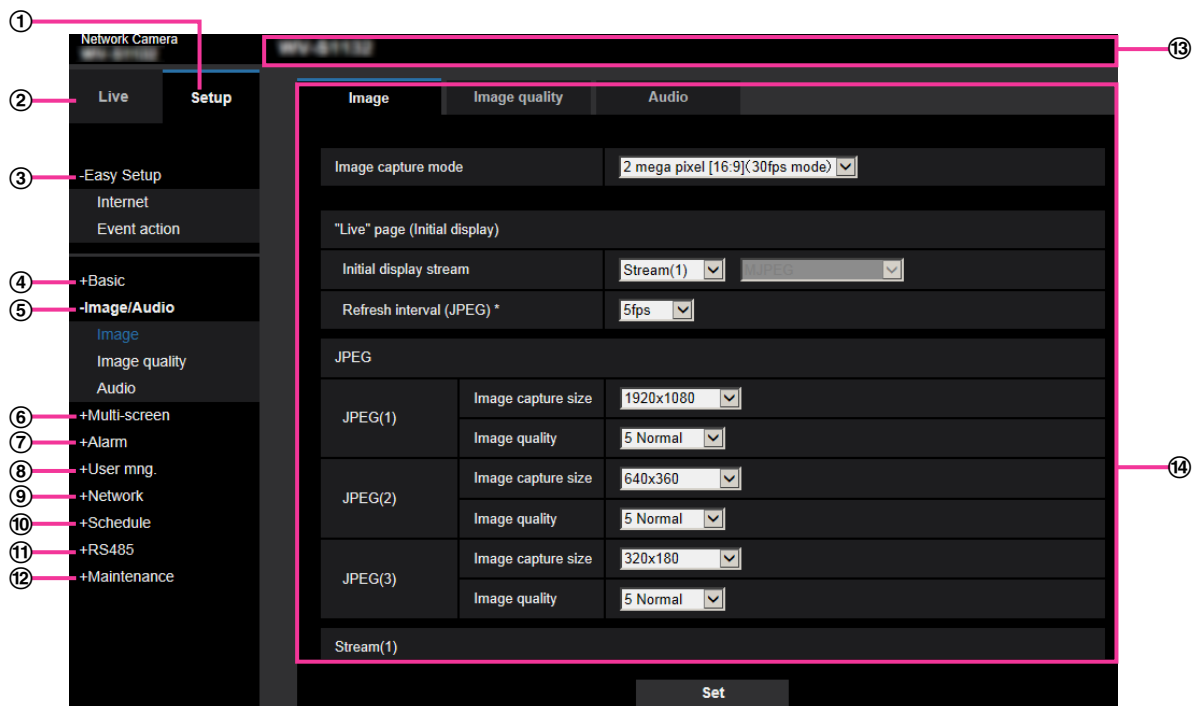 ①
Network Camera
⑬
② Live Setup
Image Image quality Audio
③ -Easy Setup
Internet
Event action
④ +Basic
⑤ -Image/Audio
Image
Image quality
Audio
⑥ +Multi-screen
⑦ +Alarm
⑧ +User mng.
⑨ +Network
⑩ +Schedule
⑪ +RS485
⑫ +Maintenance
Image capture mode 2 mega pixel [16:9](30fps mode)
"Live" page (Initial display)
Initial display stream Stream(1) MJPEG
Refresh interval (JPEG) * 5fps
JPEG
JPEG(1) Image capture size 1920x1080
Image quality 5 Normal
JPEG(2) Image capture size 640x360
Image quality 5 Normal
JPEG(3) Image capture size 320x180
Image quality 5 Normal
Stream(1)
⑭
Set